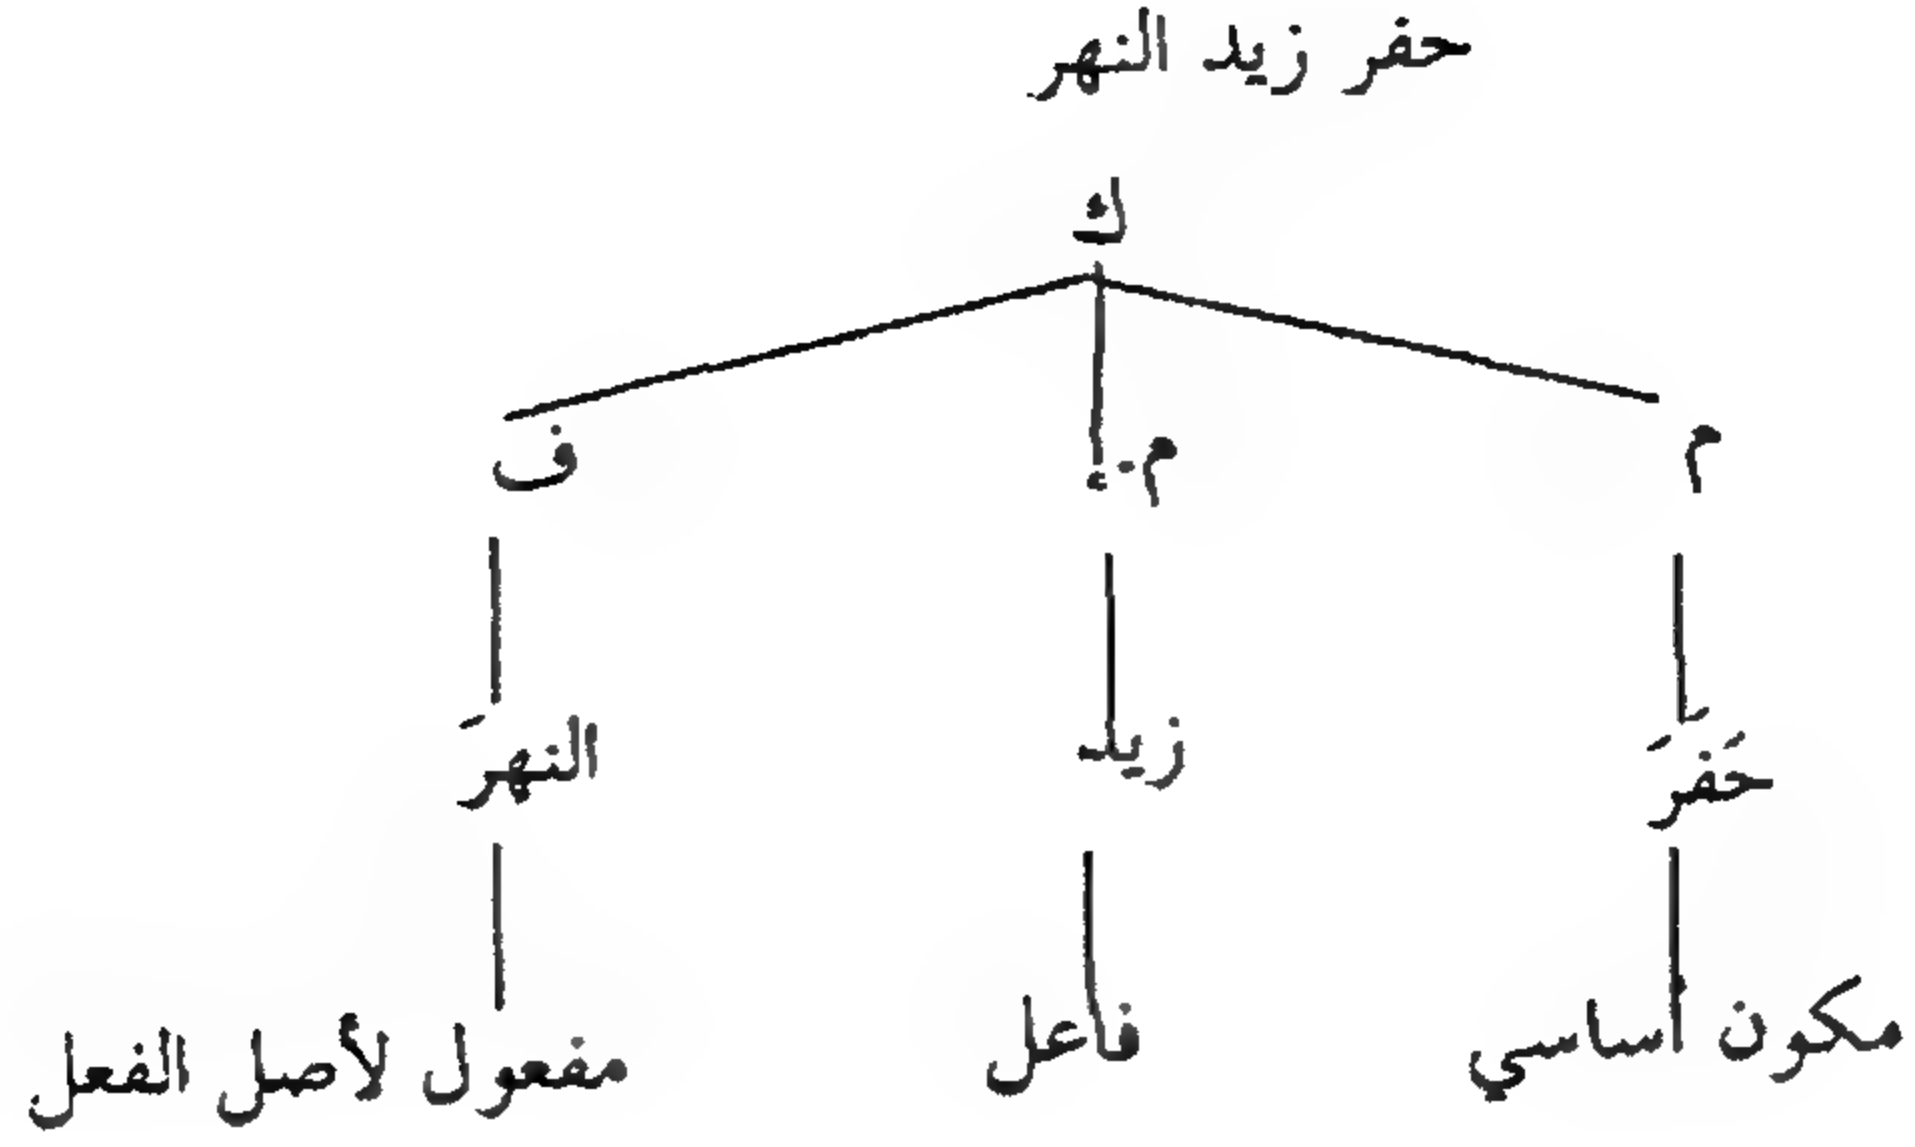 حفر زيد النهر
ك
م م.ء ف
حَفَرَ زيد النهرَ
مكون أساسي فاعل مفعول لأصل الفعل